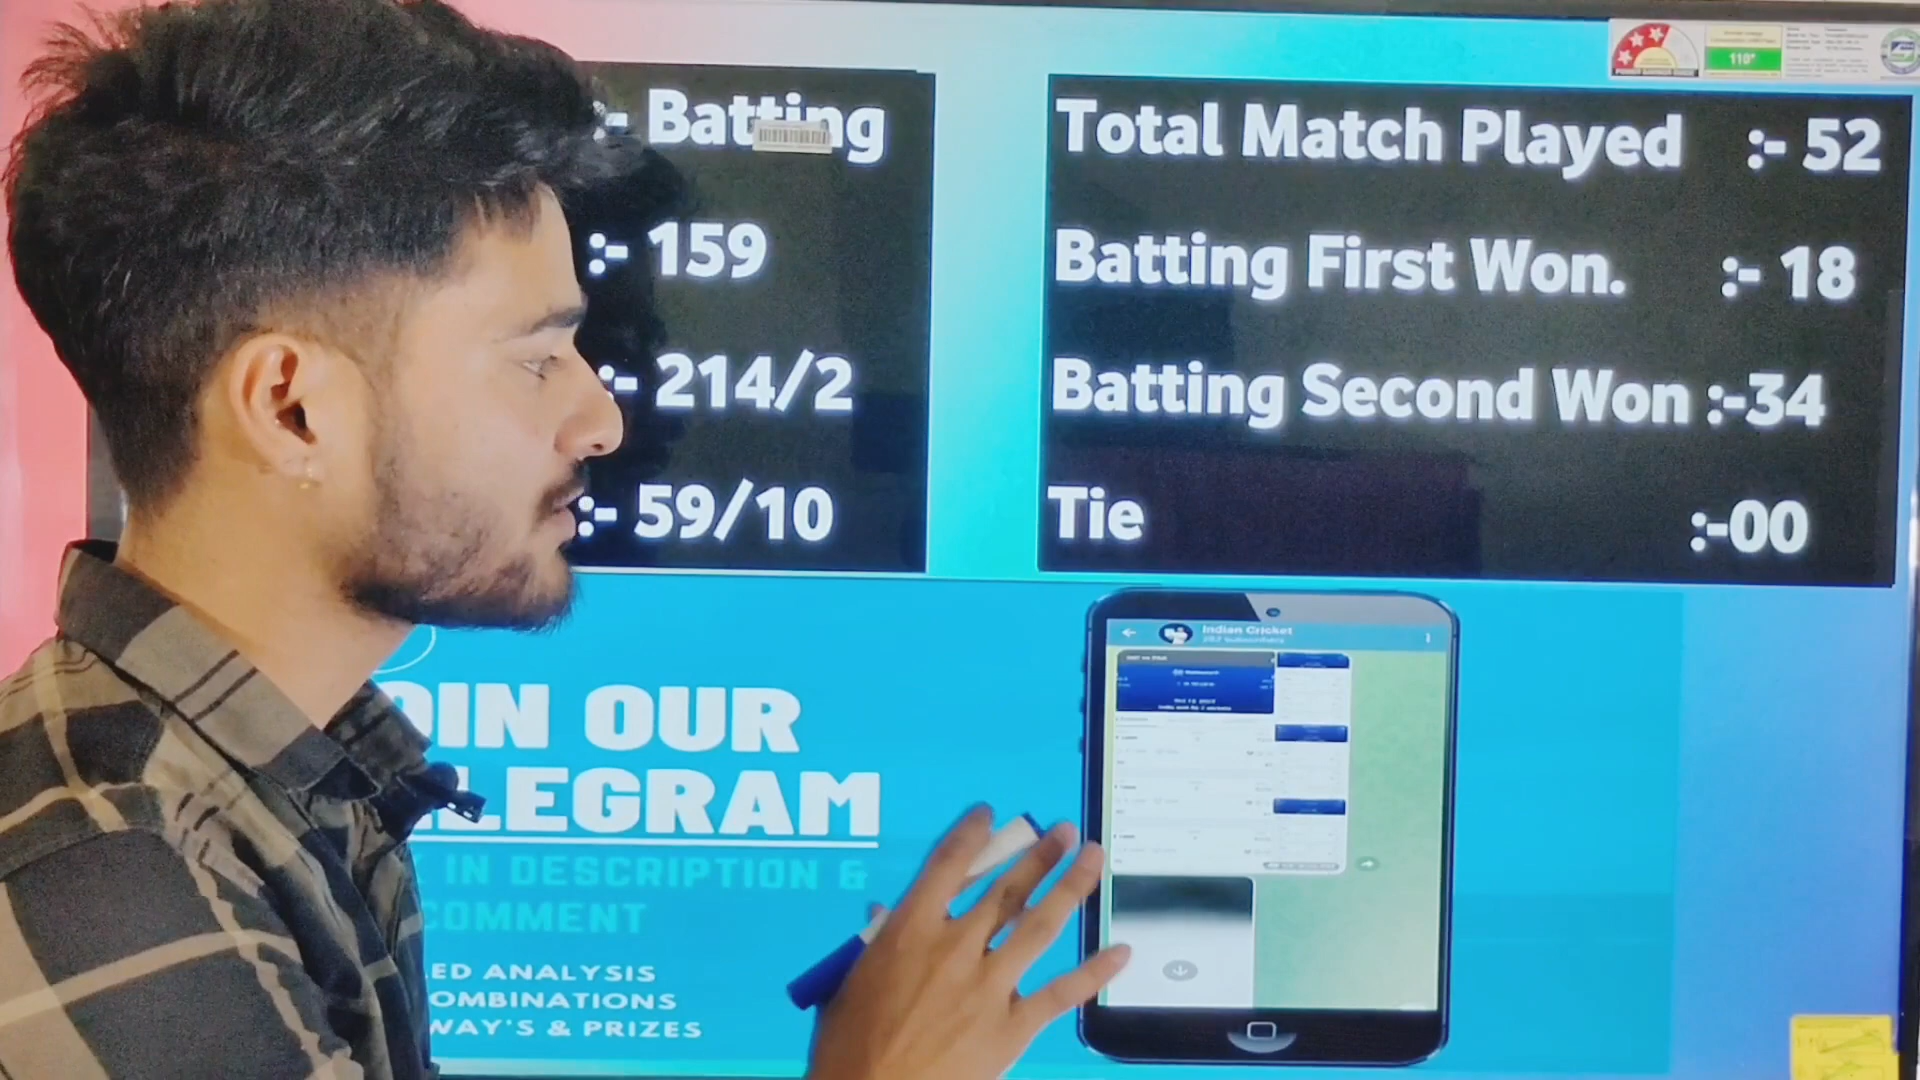 :- Batting
:- 159
:- 214/2
:- 59/10
Total Match Played :- 52
Batting First Won. :- 18
Batting Second Won :-34
Tie :-00
110*
OIN OUR
LEGRAM
IN DESCRIPTION &
COMMENT
ED ANALYSIS
OMBINATIONS
WAY'S & PRIZES
Indian Cricket